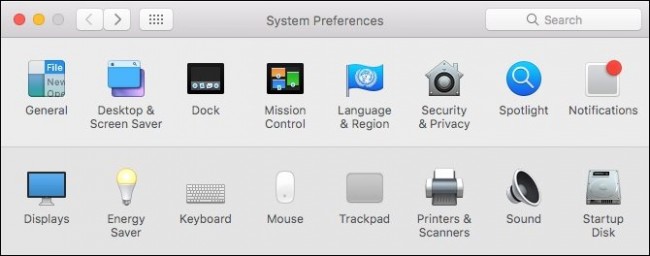 System Preferences
Search
File
New
Ope
General
Desktop &
Screen Saver
Dock
Mission
Control
Language
& Region
Security
& Privacy
Spotlight
Notifications
Displays
Energy
Saver
Keyboard
Mouse
Trackpad
Printers &
Scanners
Sound
Startup
Disk